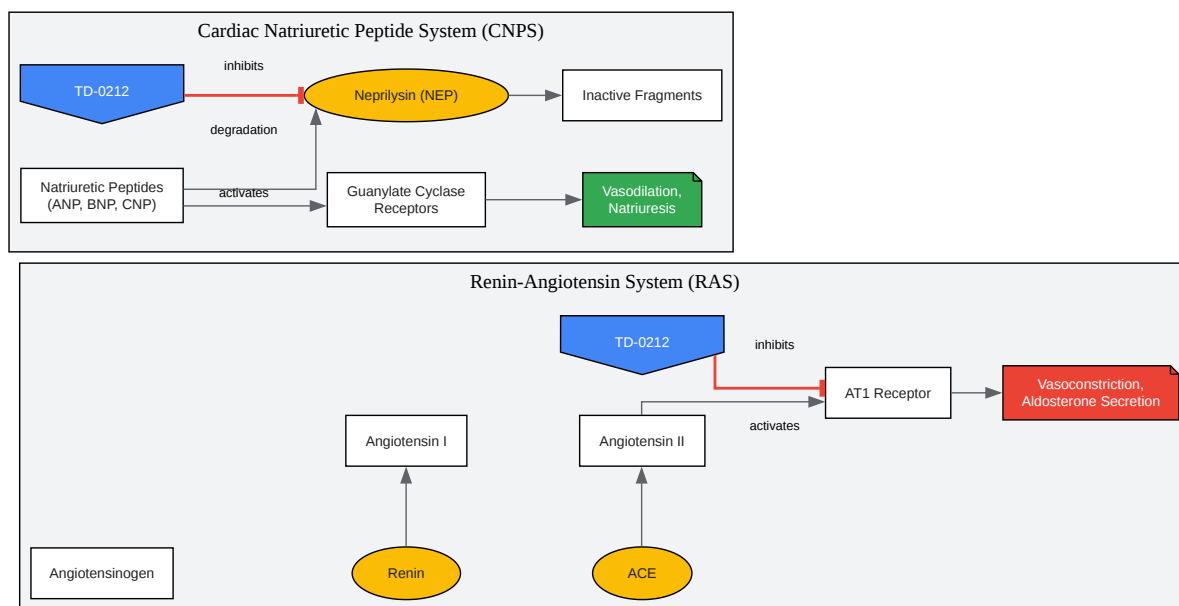 Cardiac Natriuretic Peptide System (CNPS)
TD-0212
inhibits
Neprilysin (NEP)
Inactive Fragments
degradation
Natriuretic Peptides
(ANP, BNP, CNP)
activates
Guanylate Cyclase
Receptors
Vasodilation,
Natriuresis
Renin-Angiotensin System (RAS)
TD-0212
inhibits
AT1 Receptor
Vasoconstriction,
Aldosterone Secretion
activates
Angiotensin I
Angiotensin II
Angiotensinogen
Renin
ACE